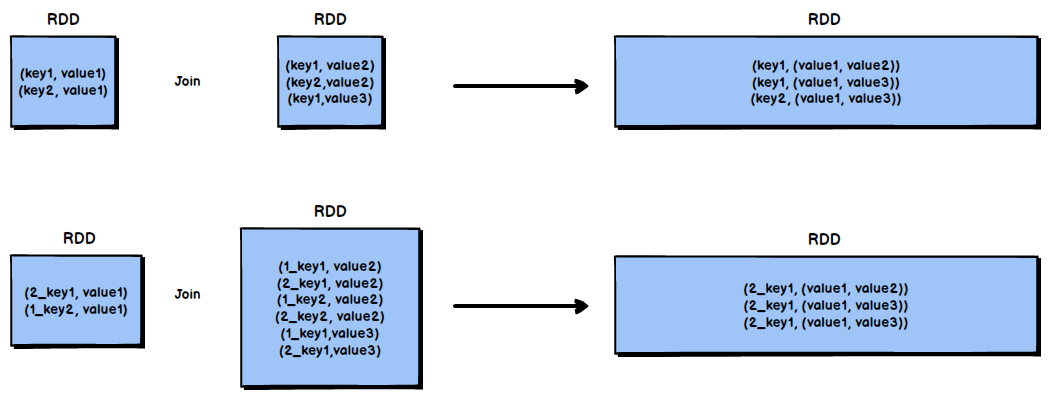 RDD
(key1, value1)
(key2, value1)
Join
RDD
(key1, value2)
(key2,value2)
(key1,value3)
RDD
(key1, (value1, value2))
(key1, (value1, value3))
(key2, (value1, value3))
RDD
(2_key1, value1)
(1_key2, value1)
Join
RDD
(1_key1, value2)
(2_key1, value2)
(1_key2, value2)
(2_key2, value2)
(1_key1,value3)
(2_key1,value3)
RDD
(2_key1, (value1, value2))
(2_key1, (value1, value3))
(2_key1, (value1, value3))